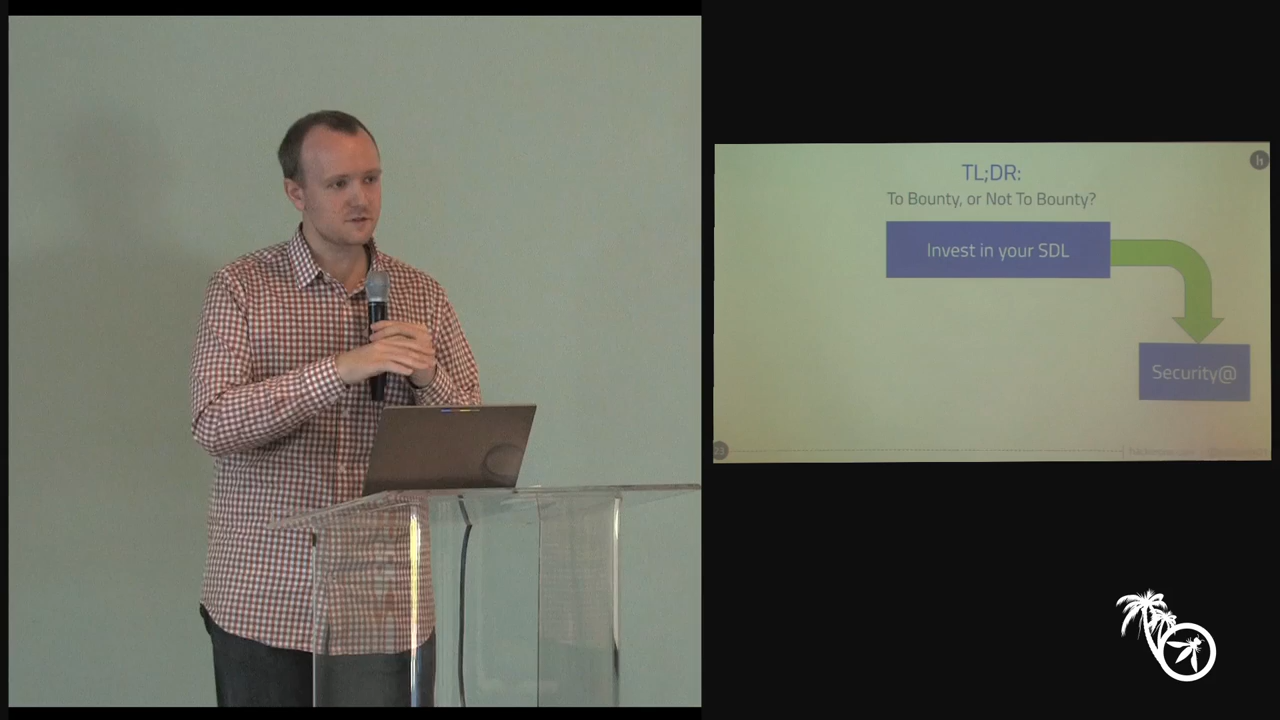 h
TL;DR:
To Bounty, or Not To Bounty?
Invest in your SDL
Security@